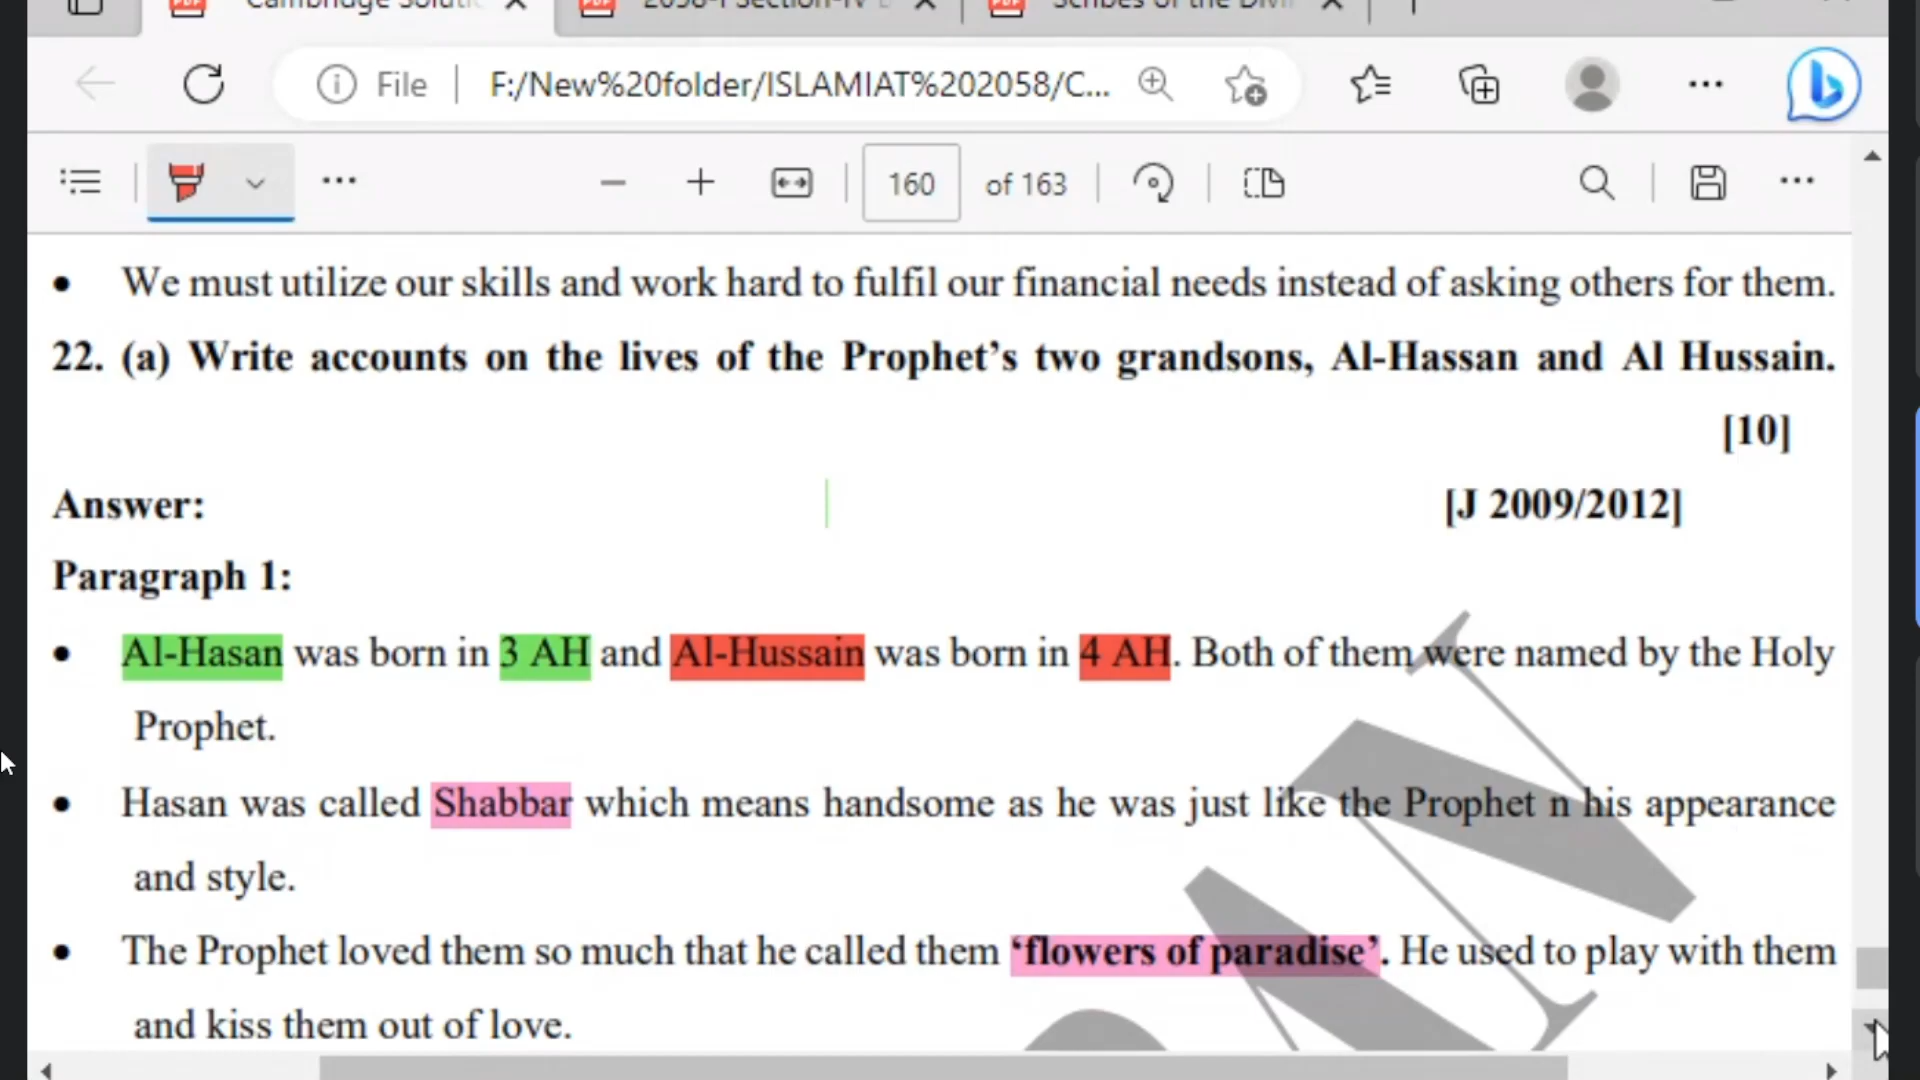 File
F:/New%20folder/ISLAMIAT%202058/C...
160 of 163
• We must utilize our skills and work hard to fulfil our financial needs instead of asking others for them.
22. (a) Write accounts on the lives of the Prophet’s two grandsons, Al-Hassan and Al Hussain.
[10]
Answer: [J 2009/2012]
Paragraph 1:
• Al-Hasan was born in 3 AH and Al-Hussain was born in 4 AH. Both of them were named by the Holy
Prophet.
• Hasan was called Shabbar which means handsome as he was just like the Prophet n his appearance
and style.
• The Prophet loved them so much that he called them ‘flowers of paradise’. He used to play with them
and kiss them out of love.